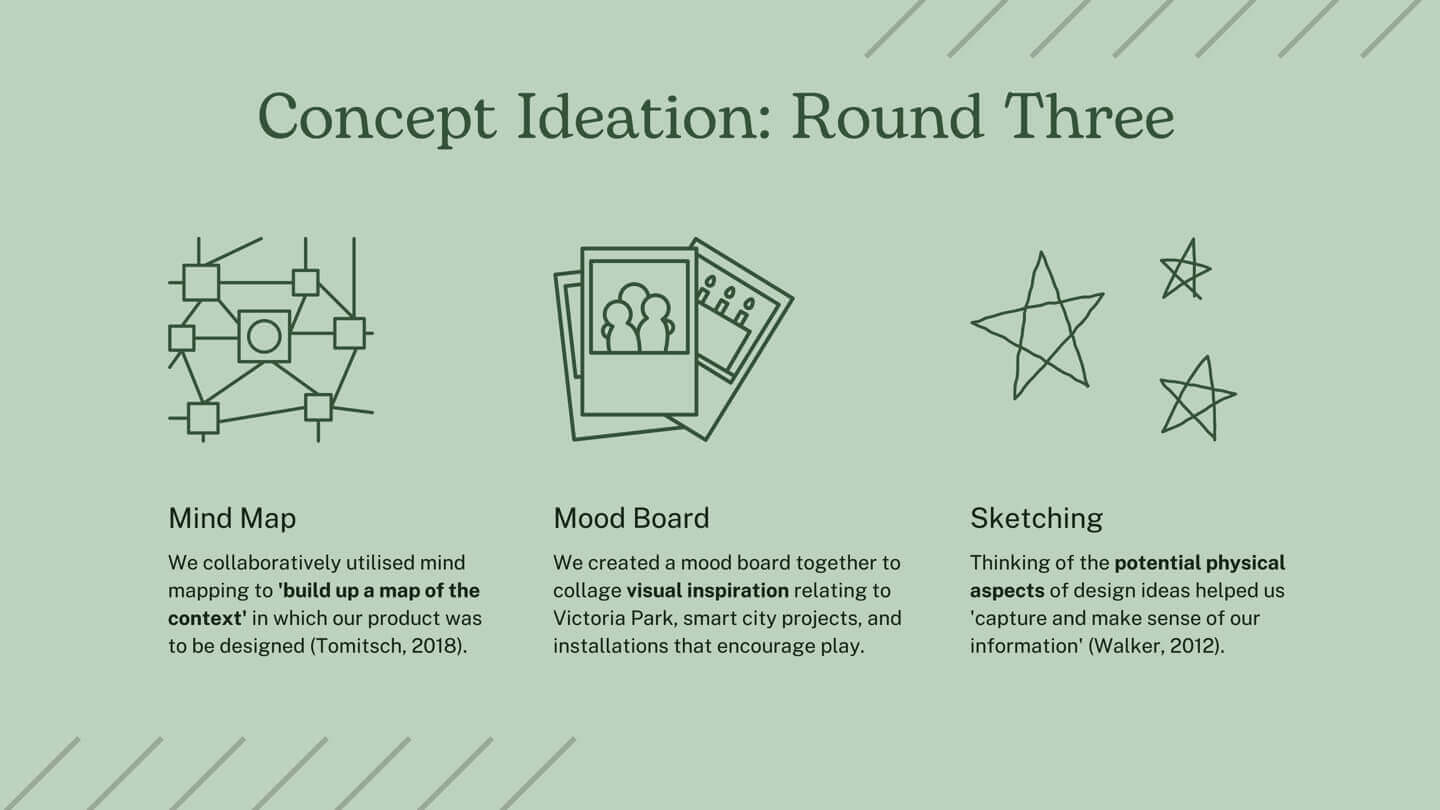 Concept Ideation: Round Three
Mind Map
We collaboratively utilised mind
mapping to 'build up a map of the
context' in which our product was
to be designed (Tomitsch, 2018).
Mood Board
We created a mood board together to
collage visual inspiration relating to
Victoria Park, smart city projects, and
installations that encourage play.
Sketching
Thinking of the potential physical
aspects of design ideas helped us
'capture and make sense of our
information' (Walker, 2012).